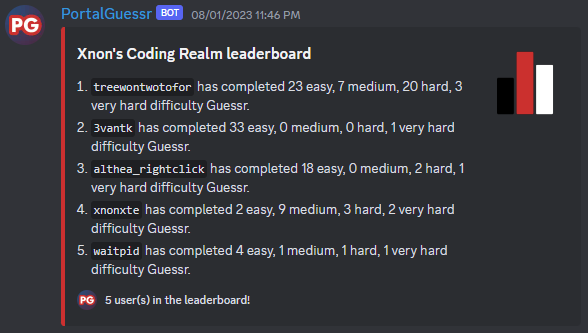 PG
PortalGuessr BOT 08/01/2023 11:46 PM
Xnon's Coding Realm leaderboard
1. treewontwotofor has completed 23 easy, 7 medium, 20 hard, 3
very hard difficulty Guessr.
2. 3vantk has completed 33 easy, 0 medium, 0 hard, 1 very hard
difficulty Guessr.
3. althea_rightclick has completed 18 easy, 0 medium, 2 hard, 1
very hard difficulty Guessr.
4. xnonxte has completed 2 easy, 9 medium, 3 hard, 2 very hard
difficulty Guessr.
5. waitpid has completed 4 easy, 1 medium, 1 hard, 1 very hard
difficulty Guessr.
PG 5 user(s) in the leaderboard!